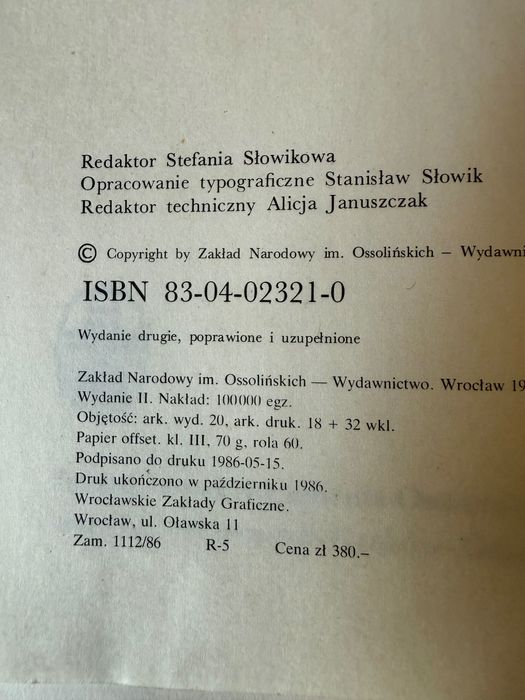 Redaktor Stefania Słowikowa
Opracowanie typograficzne Stanisław Słowik
Redaktor techniczny Alicja Januszczak
© Copyright by Zakład Narodowy im. Ossolińskich – Wydawni
ISBN 83-04-02321-0
Wydanie drugie, poprawione i uzupełnione
Zakład Narodowy im. Ossolińskich — Wydawnictwo. Wrocław 19
Wydanie II. Nakład: 100000 egz.
Objętość: ark. wyd. 20, ark. druk. 18 + 32 wkl.
Papier offset. kl. III, 70 g, rola 60.
Podpisano do druku 1986-05-15.
Druk ukończono w październiku 1986.
Wrocławskie Zakłady Graficzne.
Wrocław, ul. Oławska 11
Zam. 1112/86 R-5 Cena zł 380.–